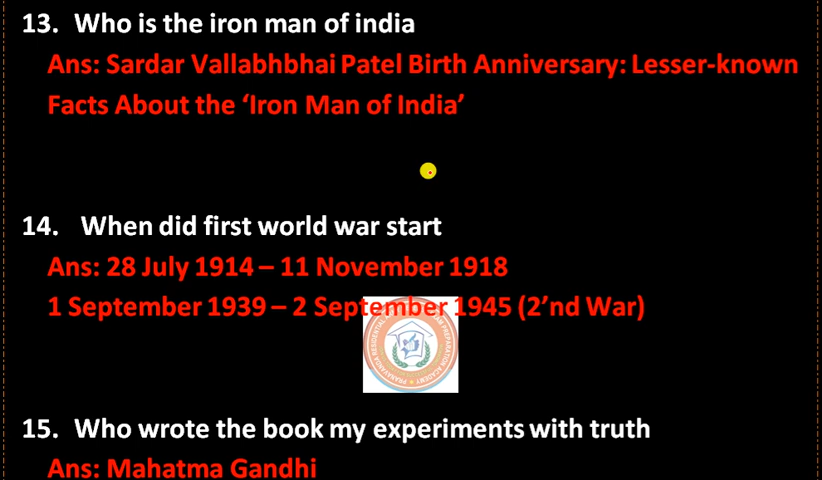 13. Who is the iron man of india
Ans: Sardar Vallabhbhai Patel Birth Anniversary: Lesser-known
Facts About the ‘Iron Man of India’
14. When did first world war start
Ans: 28 July 1914 – 11 November 1918
1 September 1939 – 2 September 1945 (2’nd War)
15. Who wrote the book my experiments with truth
Ans: Mahatma Gandhi